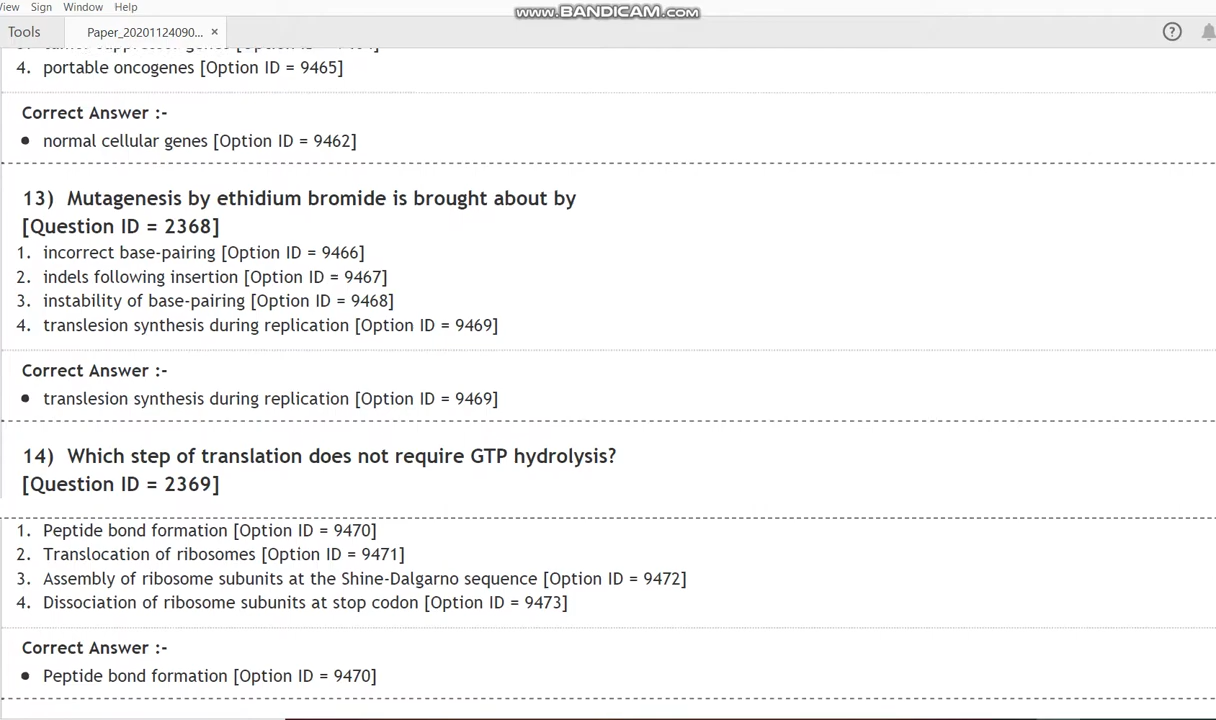 View Sign Window Help
www.BANDICAM.com
Tools Paper_20201124090... ×
3. tumor suppressor genes [Option ID = 9464]
4. portable oncogenes [Option ID = 9465]
Correct Answer :-
• normal cellular genes [Option ID = 9462]
13) Mutagenesis by ethidium bromide is brought about by
[Question ID = 2368]
1. incorrect base-pairing [Option ID = 9466]
2. indels following insertion [Option ID = 9467]
3. instability of base-pairing [Option ID = 9468]
4. translesion synthesis during replication [Option ID = 9469]
Correct Answer :-
• translesion synthesis during replication [Option ID = 9469]
14) Which step of translation does not require GTP hydrolysis?
[Question ID = 2369]
1. Peptide bond formation [Option ID = 9470]
2. Translocation of ribosomes [Option ID = 9471]
3. Assembly of ribosome subunits at the Shine-Dalgarno sequence [Option ID = 9472]
4. Dissociation of ribosome subunits at stop codon [Option ID = 9473]
Correct Answer :-
• Peptide bond formation [Option ID = 9470]